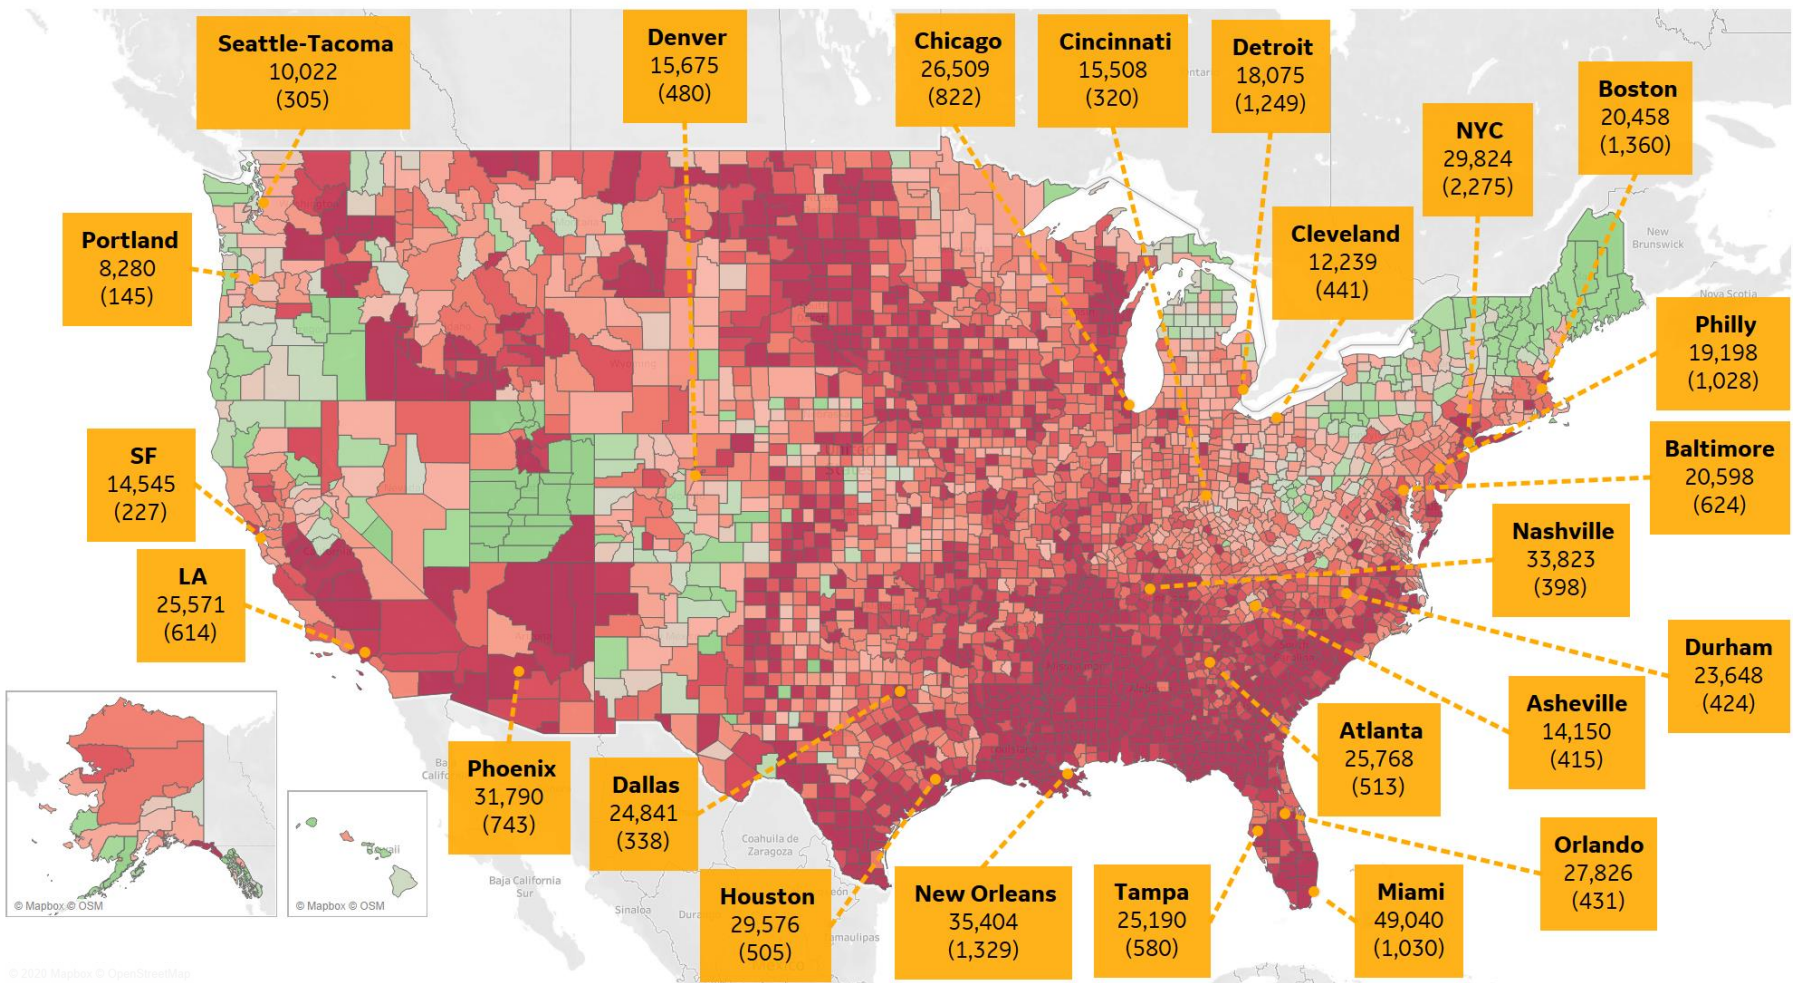 Seattle-Tacoma
10,022
(305)
Denver
15,675
(480)
Chicago
26,509
(822)
Cincinnati
15,508
(320)
Detroit
18,075
(1,249)
Boston
20,458
(1,360)
NYC
29,824
(2,275)
Portland
8,280
(145)
Cleveland
12,239
(441)
New
Brunswick
Nova Scotia
Philly
19,198
(1,028)
SF
14,545
(227)
Baltimore
20,598
(624)
Nashville
33,823
(398)
LA
25,571
(614)
Durham
23,648
(424)
Asheville
14,150
(415)
Atlanta
25,768
(513)
Phoenix
31,790
(743)
Dallas
24,841
(338)
Orlando
27,826
(431)
Houston
29,576
(505)
New Orleans
35,404
(1,329)
Tampa
25,190
(580)
Miami
49,040
(1,030)
Coahuila de
Zaragoza
Baja California
Sur
Sinaloa
© Mapbox © OSM
© Mapbox © OSM
© 2020 Mapbox © OpenStreetMap